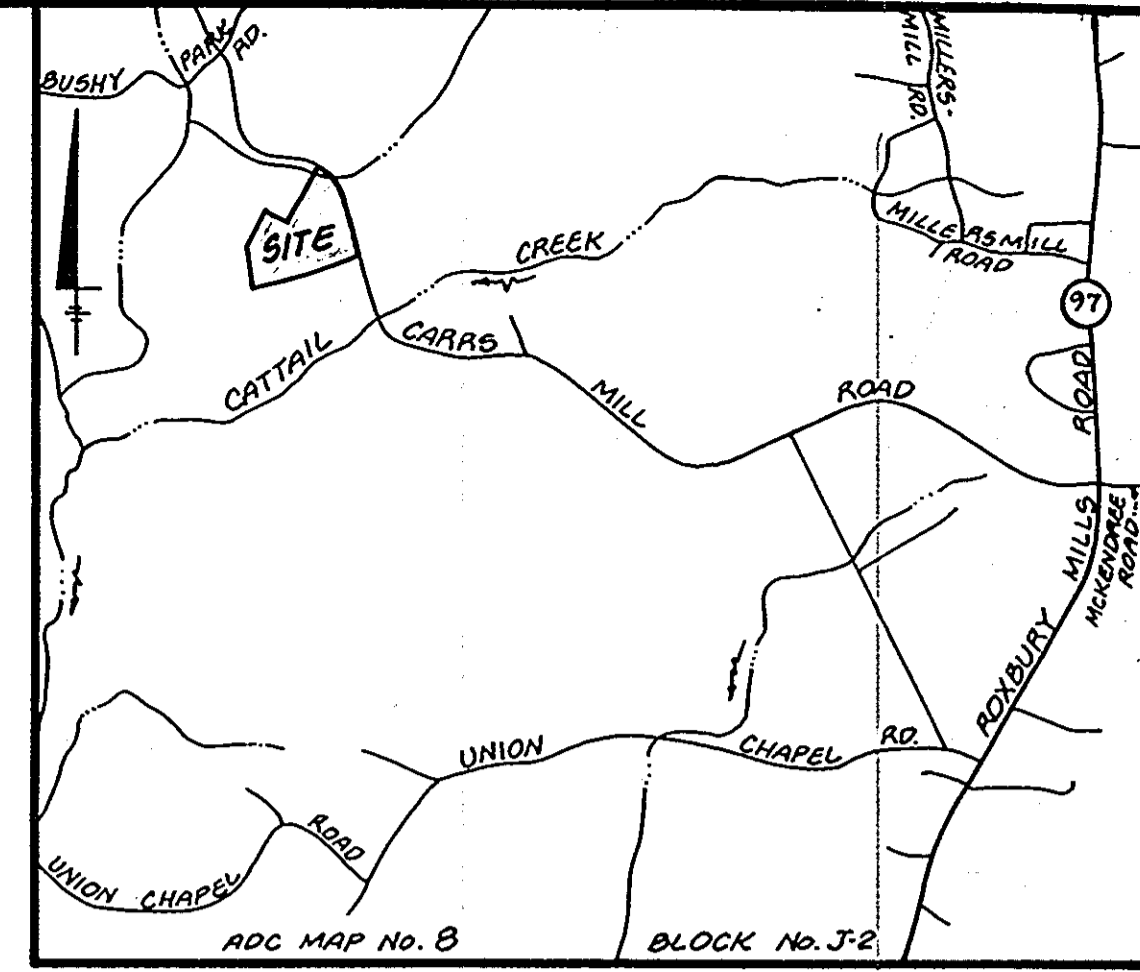 BUSHY PARK RD.
MILLERS-
MILL RD.
SITE
CREEK
MILLERSMILL
ROAD
97
CATTAIL
CARRS MILL ROAD
ROAD
MILLS
MCKENDREE
ROAD
ROXBURY
UNION CHAPEL RD.
ROAD
UNION CHAPEL
ADC MAP No. 8
BLOCK No. J-2